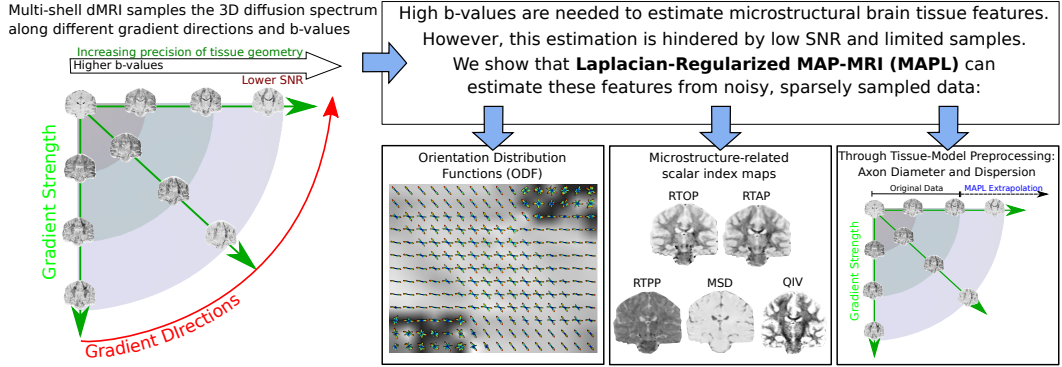 Multi-shell dMRI samples the 3D diffusion spectrum
along different gradient directions and b-values
Increasing precision of tissue geometry
Higher b-values
Lower SNR
Gradient Strength
Gradient Directions
High b-values are needed to estimate microstructural brain tissue features.
However, this estimation is hindered by low SNR and limited samples.
We show that Laplacian-Regularized MAP-MRI (MAPL) can
estimate these features from noisy, sparsely sampled data:
Orientation Distribution
Functions (ODF)
Microstructure-related
scalar index maps
RTOP
RTAP
RTPP
MSD
QIV
Through Tissue-Model Preprocessing:
Axon Diameter and Dispersion
Original Data
MAPL Extrapolation
Gradient Strength